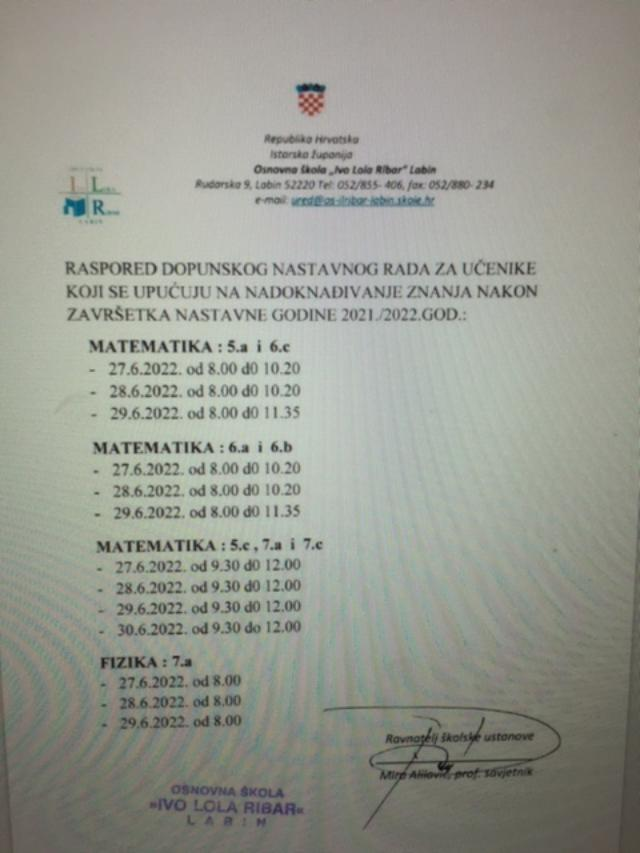 Republika Hrvatska
Istarska županija
Osnovna škola „Ivo Lola Ribar" Labin
Rudarska 9, Labin 52220 Tel: 052/855- 406, fax: 052/880- 234
e-mail: ured@os-ilribar-labin.skole.hr
I L
R
LABIN
RASPORED DOPUNSKOG NASTAVNOG RADA ZA UČENIKE
KOJI SE UPUĆUJU NA NADOKNAĐIVANJE ZNANJA NAKON
ZAVRŠETKA NASTAVNE GODINE 2021./2022.GOD.:
MATEMATIKA : 5.a i 6.c
- 27.6.2022. od 8.00 d0 10.20
- 28.6.2022. od 8.00 d0 10.20
- 29.6.2022. od 8.00 d0 11.35
MATEMATIKA : 6.a i 6.b
- 27.6.2022. od 8.00 d0 10.20
- 28.6.2022. od 8.00 d0 10.20
- 29.6.2022. od 8.00 d0 11.35
MATEMATIKA : 5.c , 7.a i 7.c
- 27.6.2022. od 9.30 d0 12.00
- 28.6.2022. od 9.30 d0 12.00
- 29.6.2022. od 9.30 d0 12.00
- 30.6.2022. od 9.30 do 12.00
FIZIKA : 7.a
- 27.6.2022. od 8.00
- 28.6.2022. od 8.00
- 29.6.2022. od 8.00
Ravnatelj školske ustanove
Miro Alilović, prof. savjetnik
OSNOVNA ŠKOLA
»IVO LOLA RIBAR«
LABIN